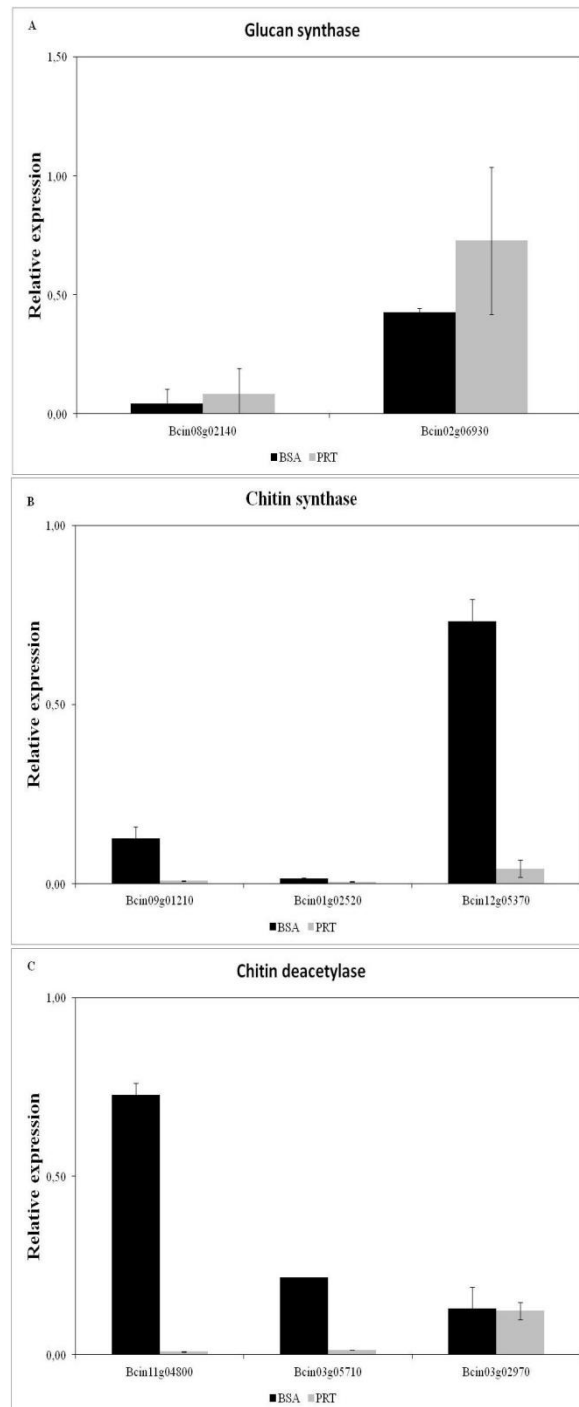 A
Glucan synthase
1,50
1,00
0,50
0,00
Relative expression
Bcin08g02140 Bcin02g06930
BSA PRT
B
Chitin synthase
1,00
0,50
0,00
Relative expression
Bcin09g01210 Bcin01g02520 Bcin12g05370
BSA PRT
C
Chitin deacetylase
1,00
0,50
0,00
Relative expression
Bcin11g04800 Bcin03g05710 Bcin03g02970
BSA PRT